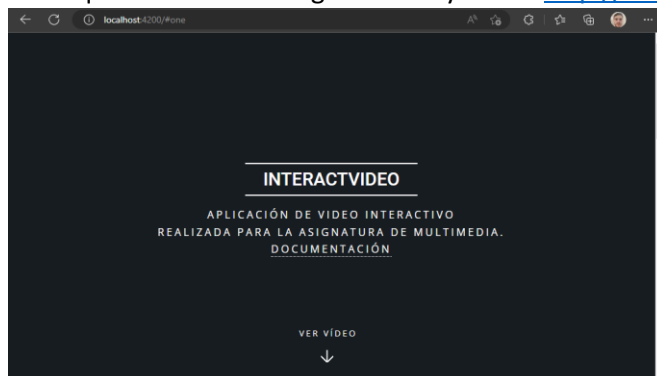 localhost:4200/#one
INTERACTVIDEO
APLICACIÓN DE VIDEO INTERACTIVO
REALIZADA PARA LA ASIGNATURA DE MULTIMEDIA.
DOCUMENTACIÓN
VER VÍDEO